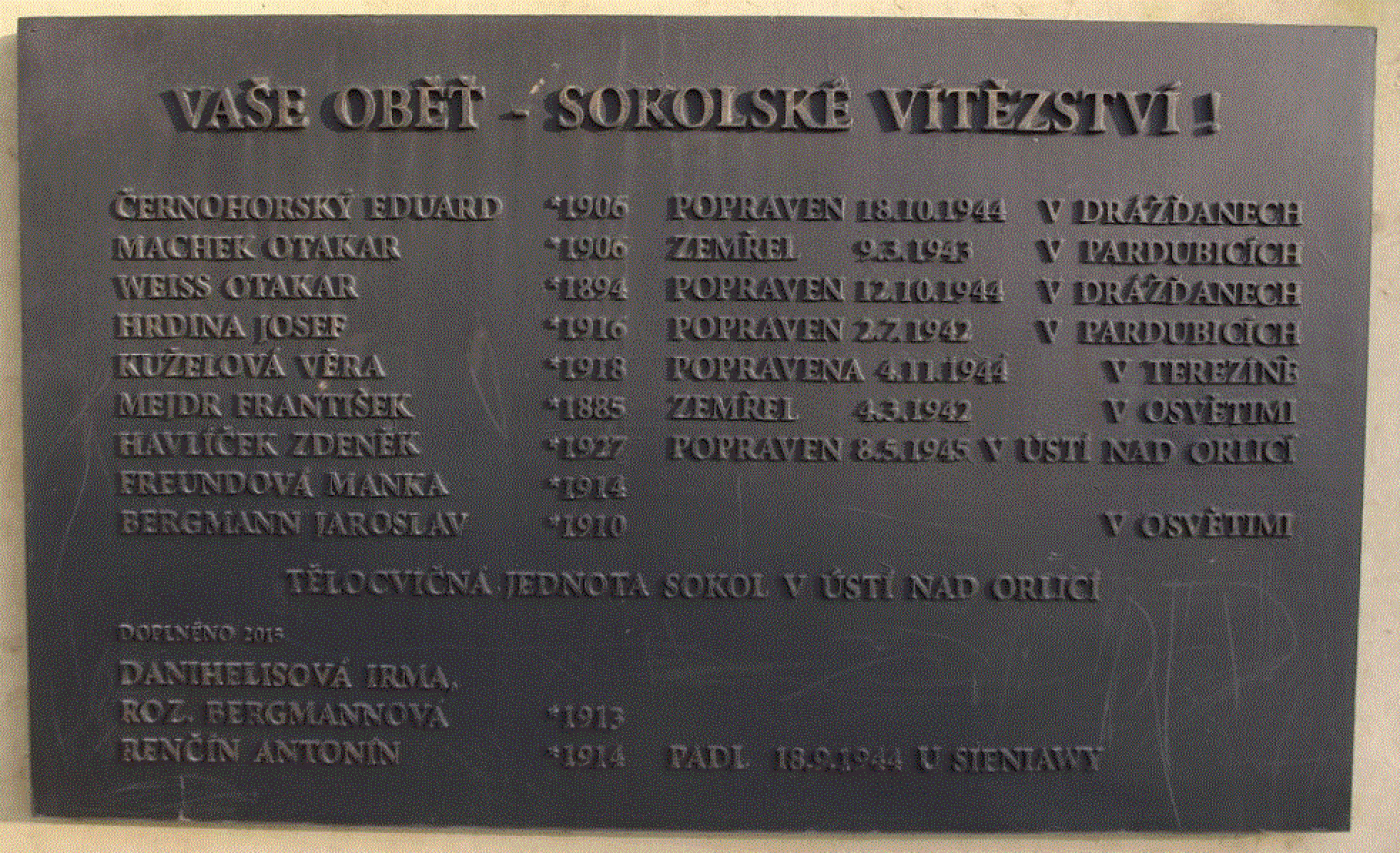 VAŠE OBĚŤ - SOKOLSKÉ VÍTĚZSTVÍ !
ČERNOHORSKÝ EDUARD *1906 POPRAVEN 18.10.1944 V DRÁŽĎANECH
MACHEK OTAKAR *1906 ZEMŘEL 9.3.1943 V PARDUBICÍCH
WEISS OTAKAR *1894 POPRAVEN 12.10.1944 V DRÁŽĎANECH
HRDINA JOSEF *1916 POPRAVEN 2.7.1942 V PARDUBICÍCH
KUŽELOVÁ VĚRA *1918 POPRAVENA 4.11.1944 V TEREZÍNĚ
MEJDR FRANTIŠEK *1885 ZEMŘEL 4.3.1942 V OSVĚTIMI
HAVLÍČEK ZDENĚK *1927 POPRAVEN 8.5.1945 V ÚSTÍ NAD ORLICÍ
FREUNDOVÁ MANKA *1914
BERGMANN JAROSLAV *1910 V OSVĚTIMI
TĚLOCVIČNÁ JEDNOTA SOKOL V ÚSTÍ NAD ORLICÍ
DOPLNĚNO
DANIHELISOVÁ IRMA,
ROZ. BERGMANNOVÁ *1913
BENČÍN ANTONÍN *1914 PADL 18.9.1944 U SIENIAWY